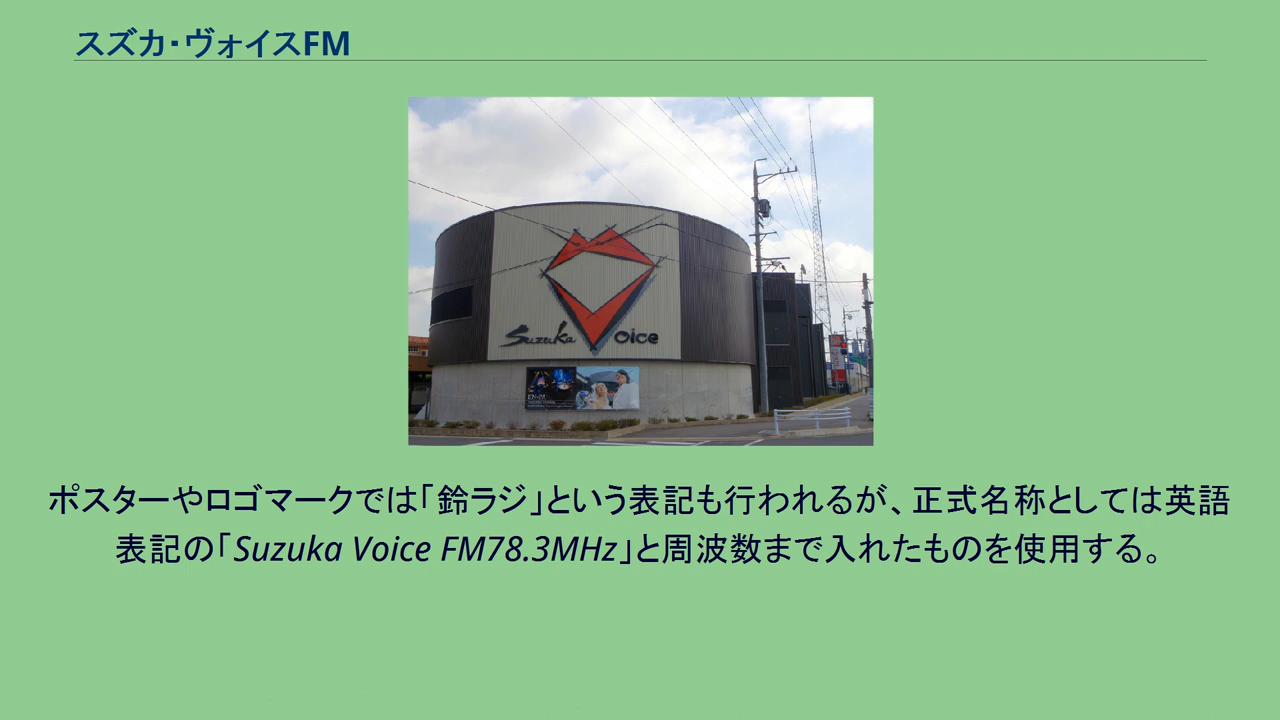 スズカ・ヴォイスFM
Suzuka Voice
ポスターやロゴマークでは「鈴ラジ」という表記も行われるが、正式名称としては英語
表記の「Suzuka Voice FM78.3MHz」と周波数まで入れたものを使用する。